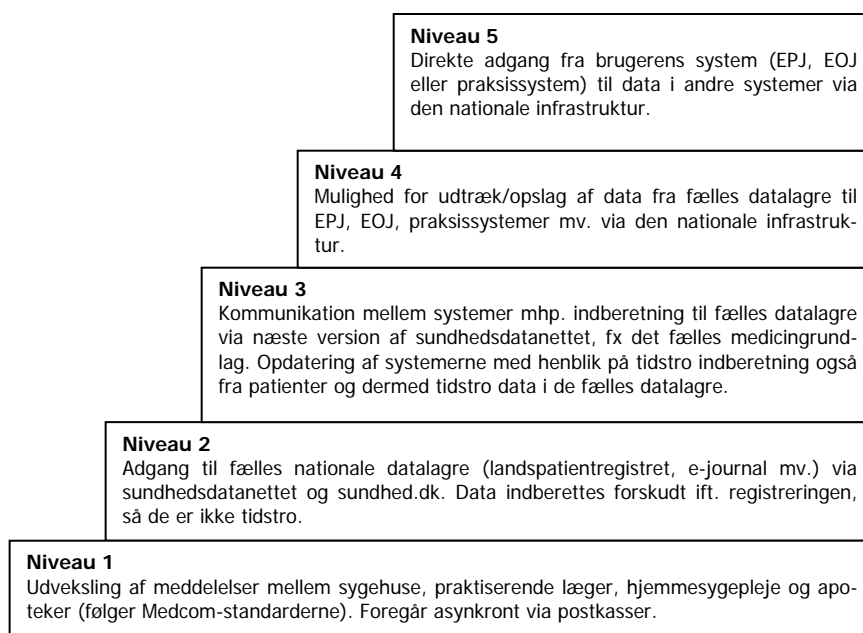 Niveau 5
Direkte adgang fra brugerens system (EPJ, EOJ
eller praksissystem) til data i andre systemer via
den nationale infrastruktur.
Niveau 4
Mulighed for udtræk/opslag af data fra fælles datalagre til
EPJ, EOJ, praksissystemer mv. via den nationale infrastruk-
tur.
Niveau 3
Kommunikation mellem systemer mhp. indberetning til fælles datalagre
via næste version af sundhedsdatanettet, fx det fælles medicingrund-
lag. Opdatering af systemerne med henblik på tidstro indberetning også
fra patienter og dermed tidstro data i de fælles datalagre.
Niveau 2
Adgang til fælles nationale datalagre (landspatientregistret, e-journal mv.) via
sundhedsdatanettet og sundhed.dk. Data indberettes forskudt ift. registreringen,
så de er ikke tidstro.
Niveau 1
Udveksling af meddelelser mellem sygehuse, praktiserende læger, hjemmesygepleje og apo-
teker (følger Medcom-standarderne). Foregår asynkront via postkasser.